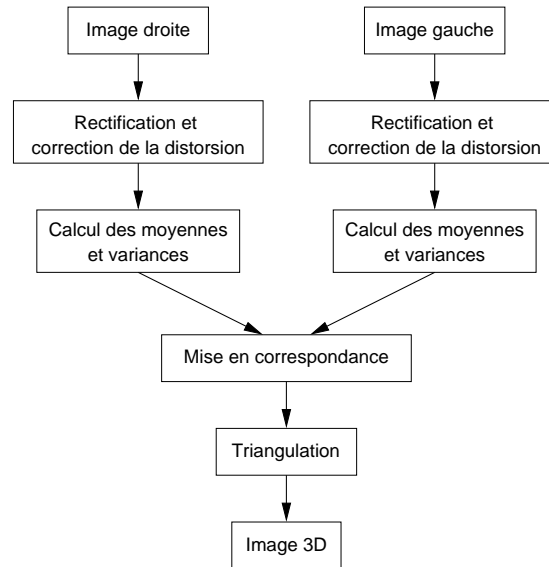 Image droite
Image gauche
Rectification et
correction de la distorsion
Rectification et
correction de la distorsion
Calcul des moyennes
et variances
Calcul des moyennes
et variances
Mise en correspondance
Triangulation
Image 3D